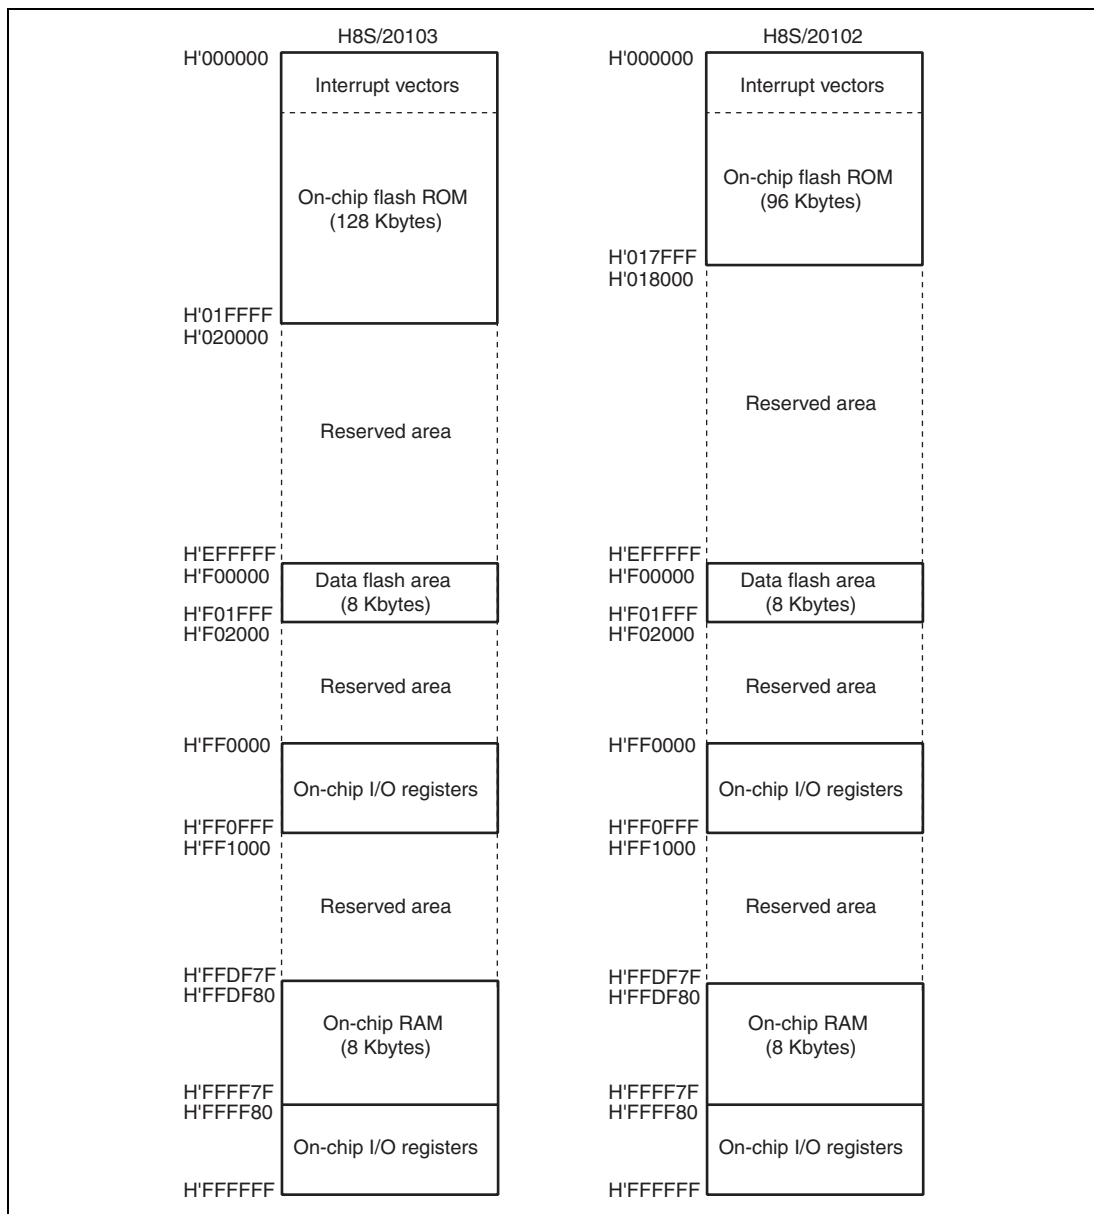 H8S/20103
H'000000
Interrupt vectors
On-chip flash ROM
(128 Kbytes)
H'01FFFF
H'020000
Reserved area
H'EFFFFF
H'F00000
Data flash area
(8 Kbytes)
H'F01FFF
H'F02000
Reserved area
H'FF0000
On-chip I/O registers
H'FF0FFF
H'FF1000
Reserved area
H'FFDF7F
H'FFDF80
On-chip RAM
(8 Kbytes)
H'FFFF7F
H'FFFF80
On-chip I/O registers
H'FFFFFF
H8S/20102
H'000000
Interrupt vectors
On-chip flash ROM
(96 Kbytes)
H'017FFF
H'018000
Reserved area
H'EFFFFF
H'F00000
Data flash area
(8 Kbytes)
H'F01FFF
H'F02000
Reserved area
H'FF0000
On-chip I/O registers
H'FF0FFF
H'FF1000
Reserved area
H'FFDF7F
H'FFDF80
On-chip RAM
(8 Kbytes)
H'FFFF7F
H'FFFF80
On-chip I/O registers
H'FFFFFF